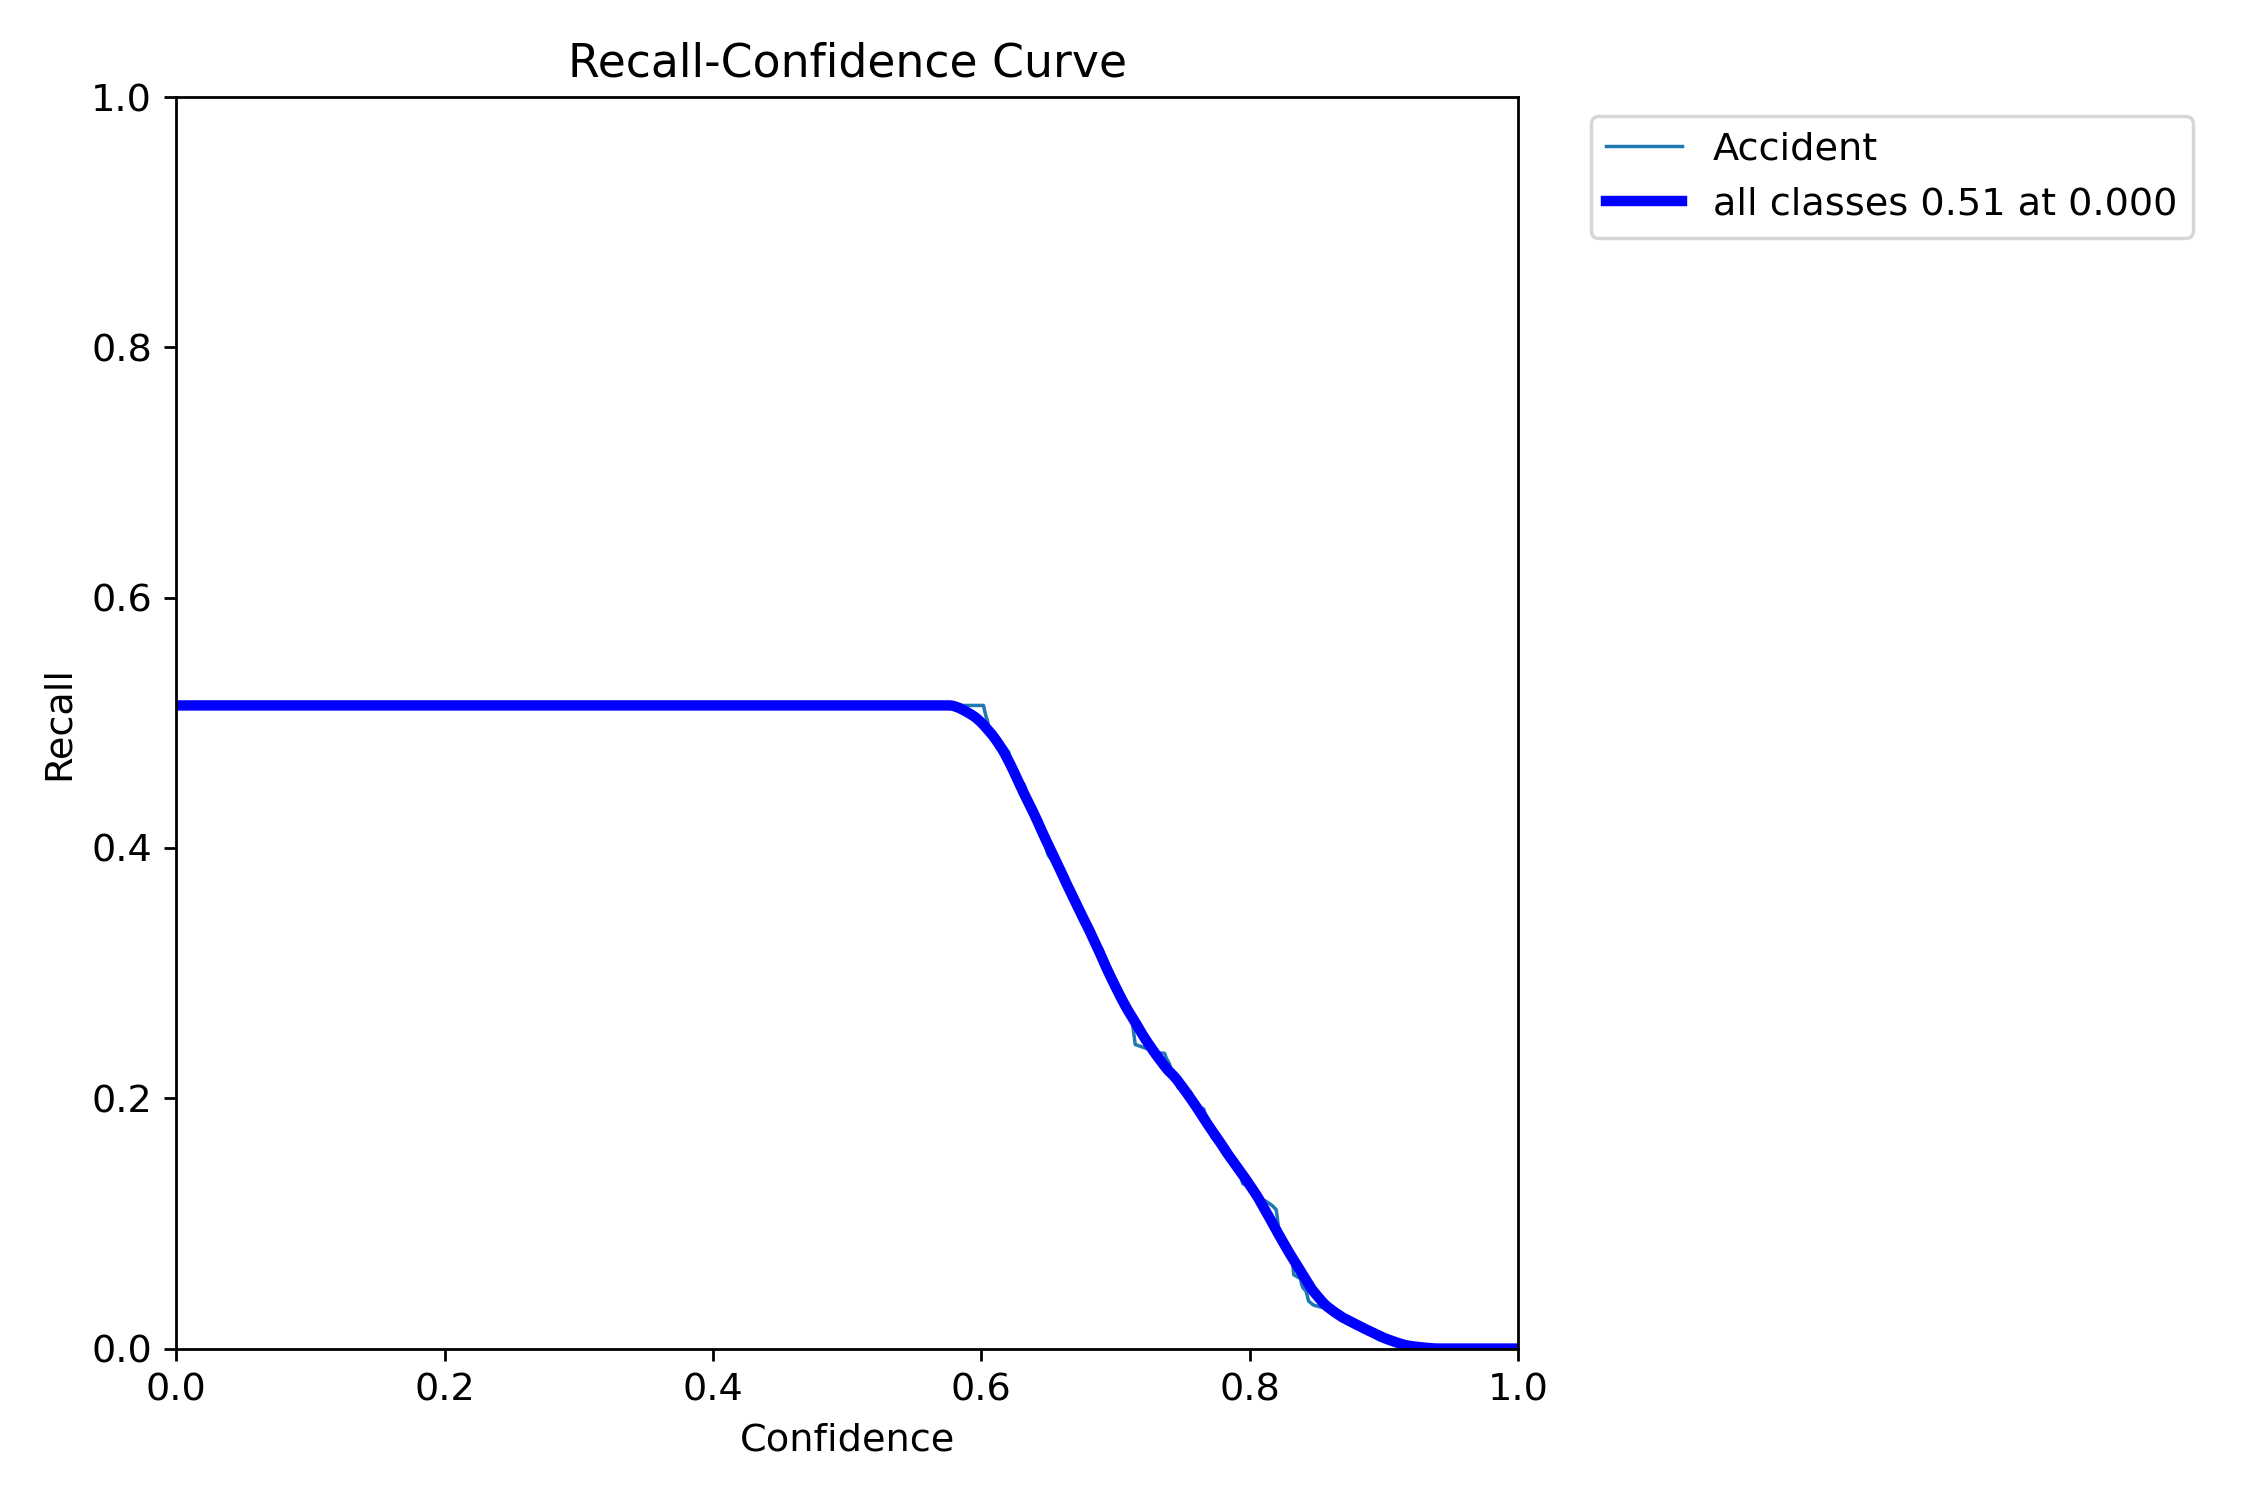 Recall-Confidence Curve
1.0
0.8
0.6
0.4
0.2
0.0
Recall
0.0 0.2 0.4 0.6 0.8 1.0
Confidence
Accident
all classes 0.51 at 0.000